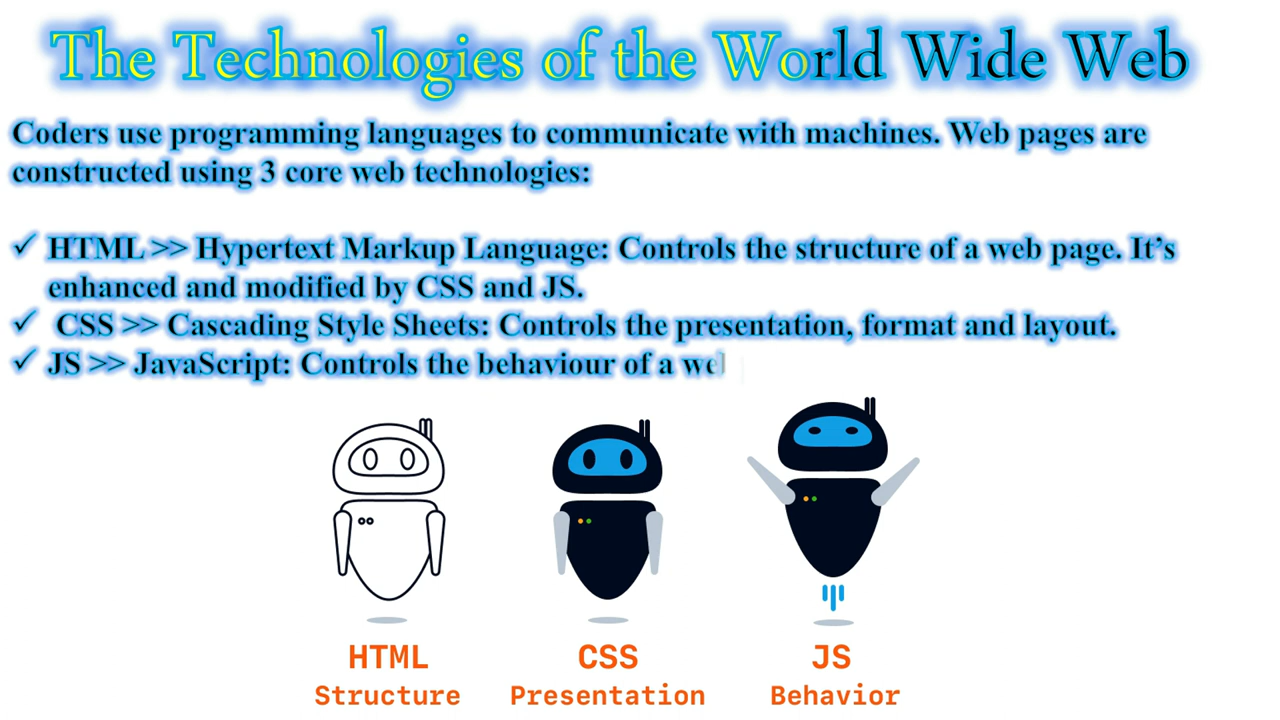 The Technologies of the World Wide Web
Coders use programming languages to communicate with machines. Web pages are
constructed using 3 core web technologies:
✓ HTML >> Hypertext Markup Language: Controls the structure of a web page. It’s
enhanced and modified by CSS and JS.
✓ CSS >> Cascading Style Sheets: Controls the presentation, format and layout.
✓ JS >> JavaScript: Controls the behaviour of a
HTML CSS JS
Structure Presentation Behavior